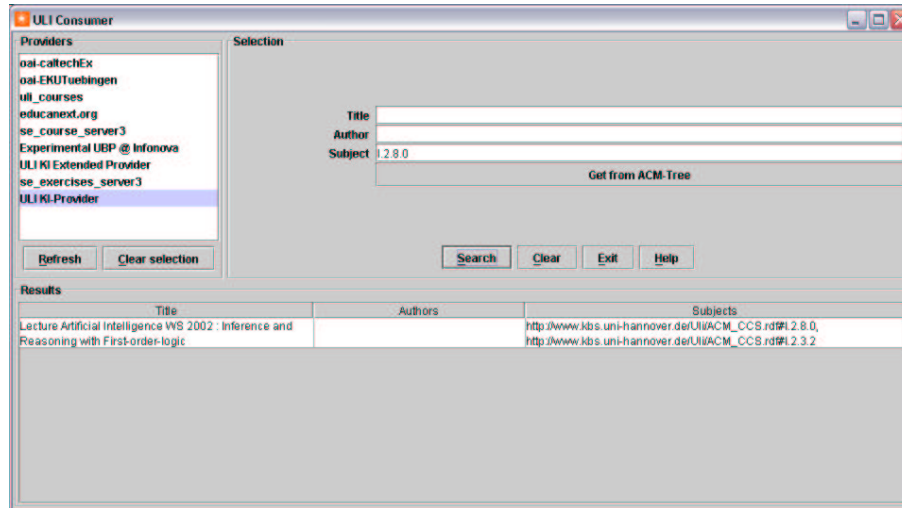 ULI Consumer
Providers
oai-caltechEx
oai-EKUTuebingen
uli_courses
educanext.org
se_course_server3
Experimental UBP @ Infonova
ULI KI Extended Provider
se_exercises_server3
ULI KI-Provider
Refresh Clear selection
Selection
Title
Author
Subject I.2.8.0
Get from ACM-Tree
Search Clear Exit Help
Results
Title Authors Subjects
Lecture Artificial Intelligence WS 2002 : Inference and
Reasoning with First-order-logic
http://www.kbs.uni-hannover.de/Uli/ACM_CCS.rdf#I.2.8.0,
http://www.kbs.uni-hannover.de/Uli/ACM_CCS.rdf#I.2.3.2